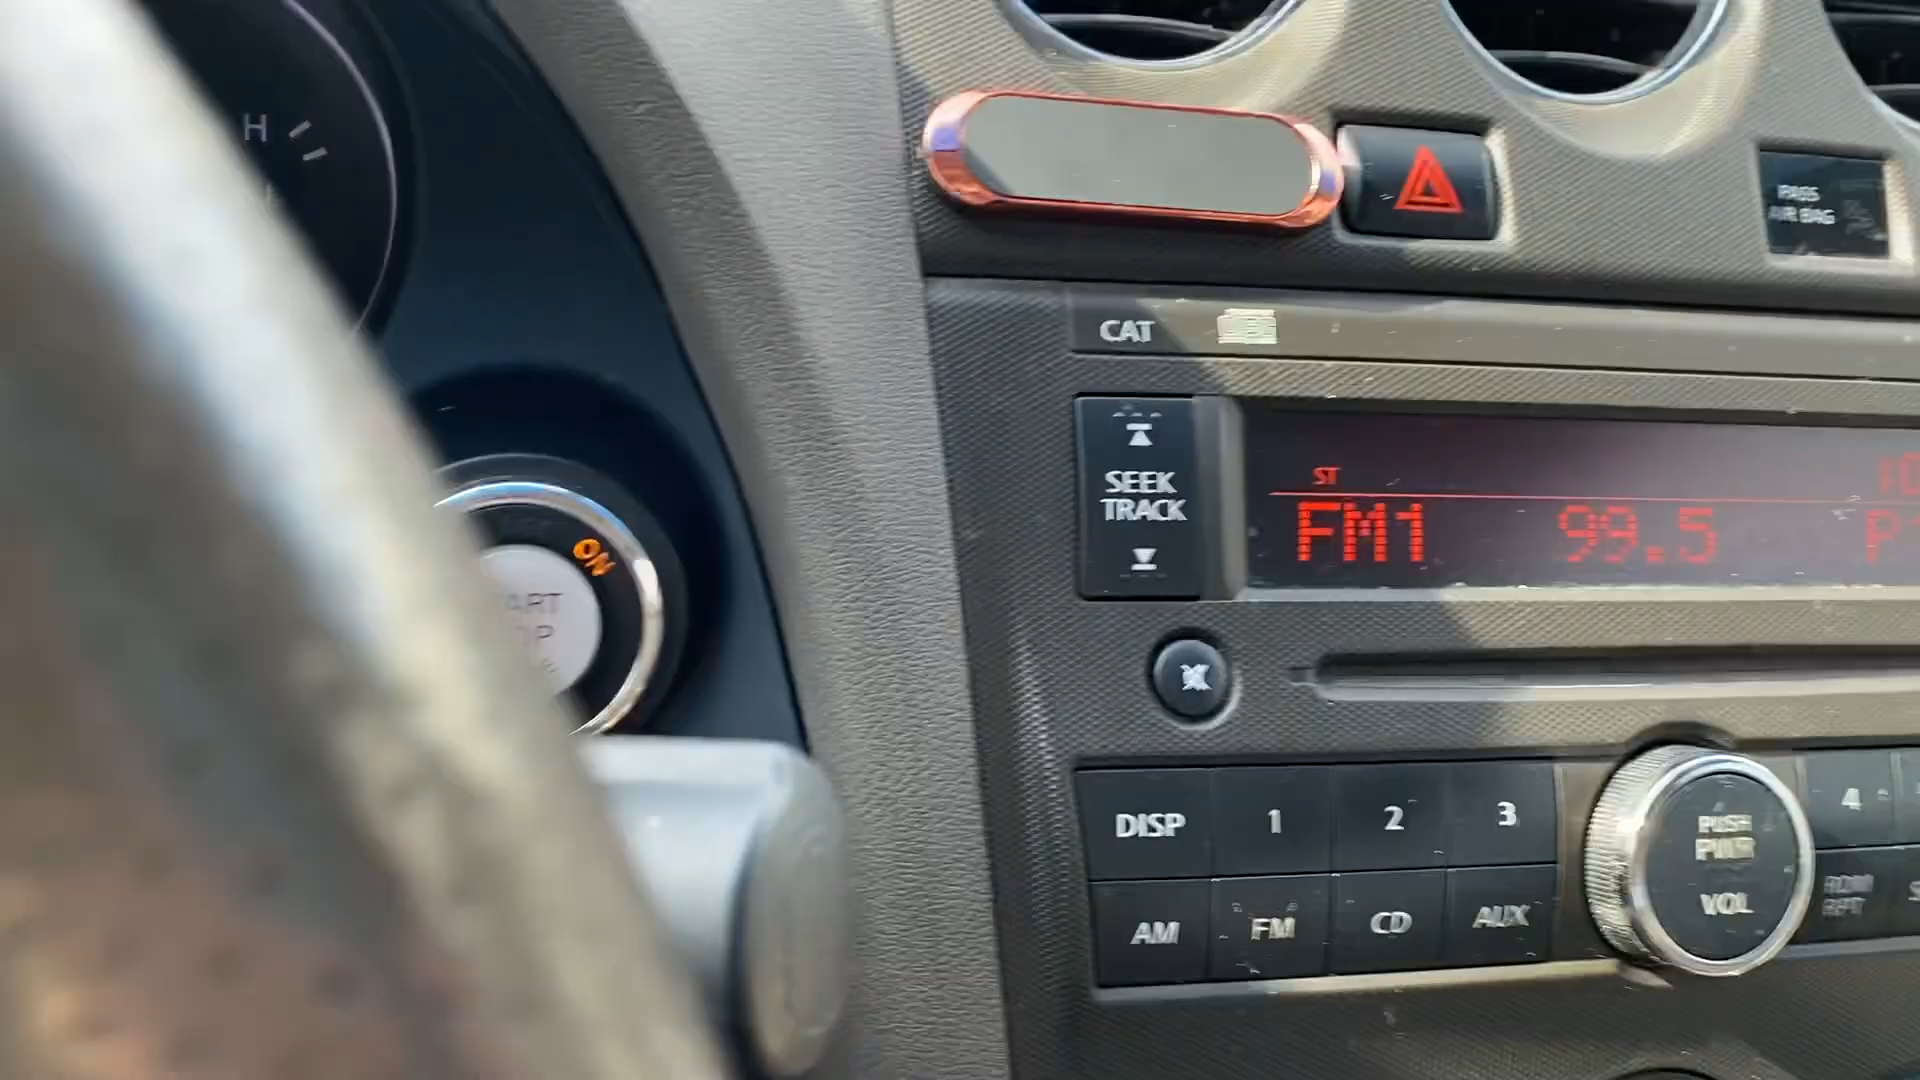 H
ON
CAT
PASS
AIR BAG
SEEK
TRACK
ST
FM1 99.5
DISP 1 2 3
PUSH
PWR
VOL
4
AM FM CD AUX
RDM
RPT